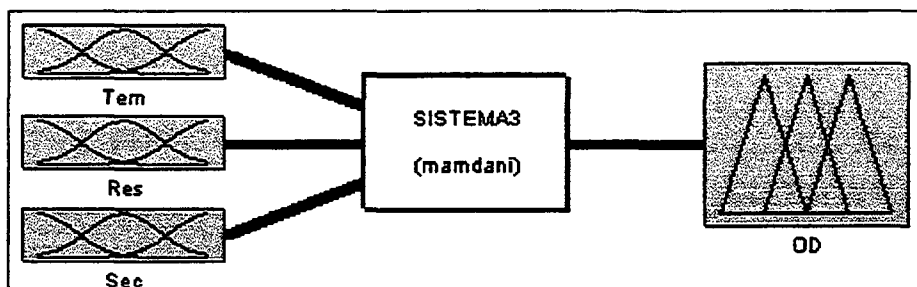 Tem
Res
Sec
SISTEMA3
(mamdani)
OD